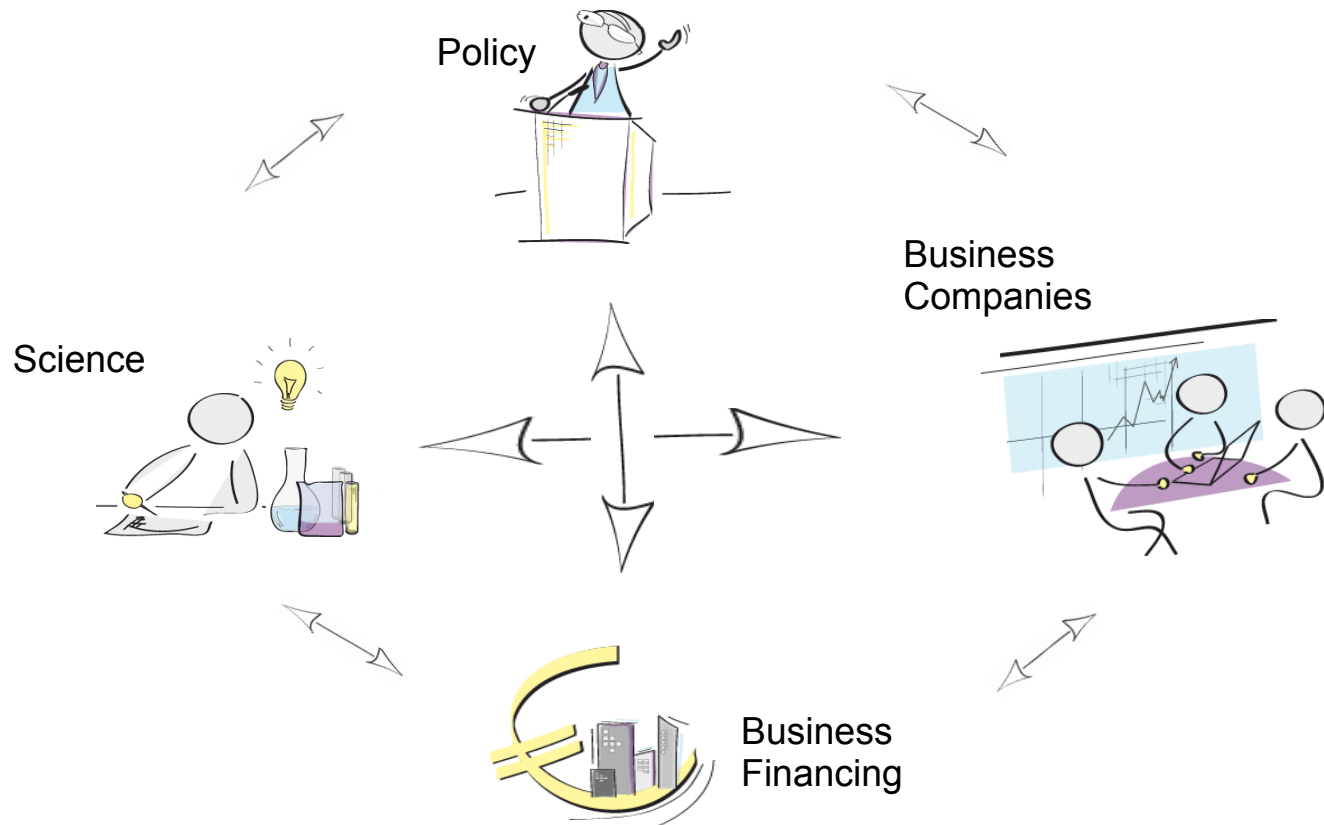 Policy
Business
Companies
Science
Business
Financing